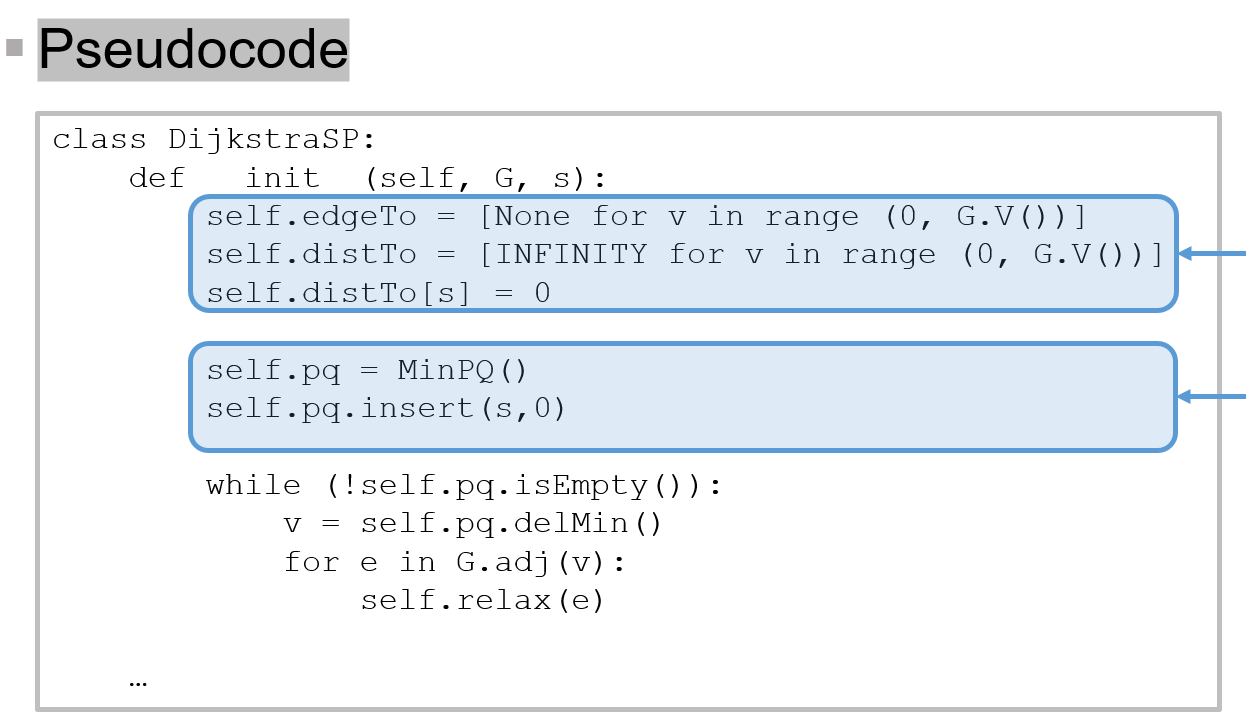 Pseudocode
class DijkstraSP:
def init (self, G, s):
self.edgeTo = [None for v in range (0, G.V())]
self.distTo = [INFINITY for v in range (0, G.V())]
self.distTo[s] = 0
self.pq = MinPQ()
self.pq.insert(s,0)
while (!self.pq.isEmpty()):
v = self.pq.delMin()
for e in G.adj(v):
self.relax(e)
…